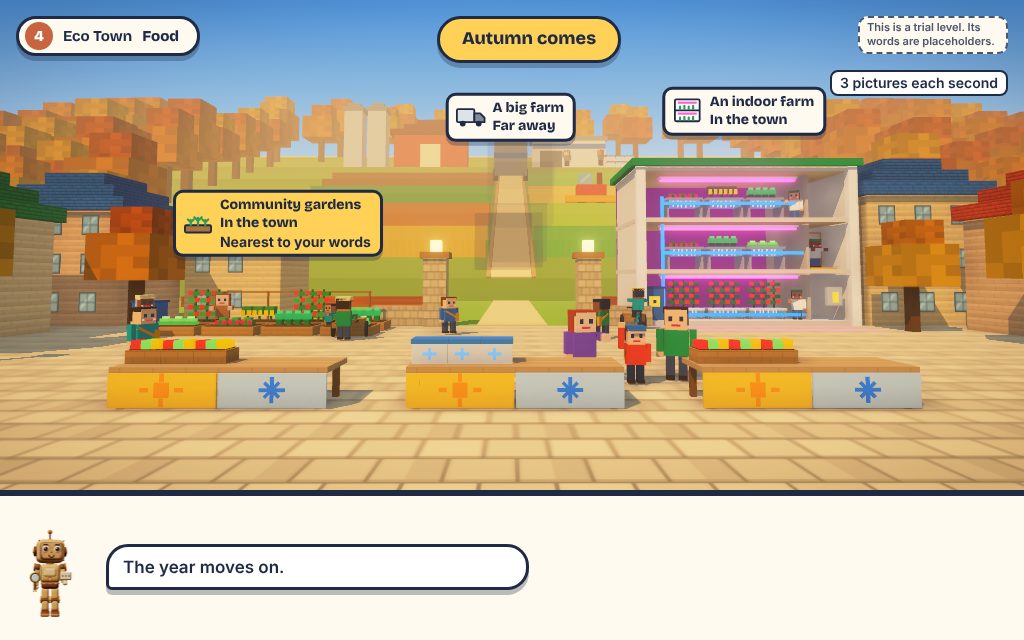 4 Eco Town Food
Autumn comes
This is a trial level. Its
words are placeholders.
3 pictures each second
A big farm
Far away
An indoor farm
In the town
Community gardens
In the town
Nearest to your words
The year moves on.